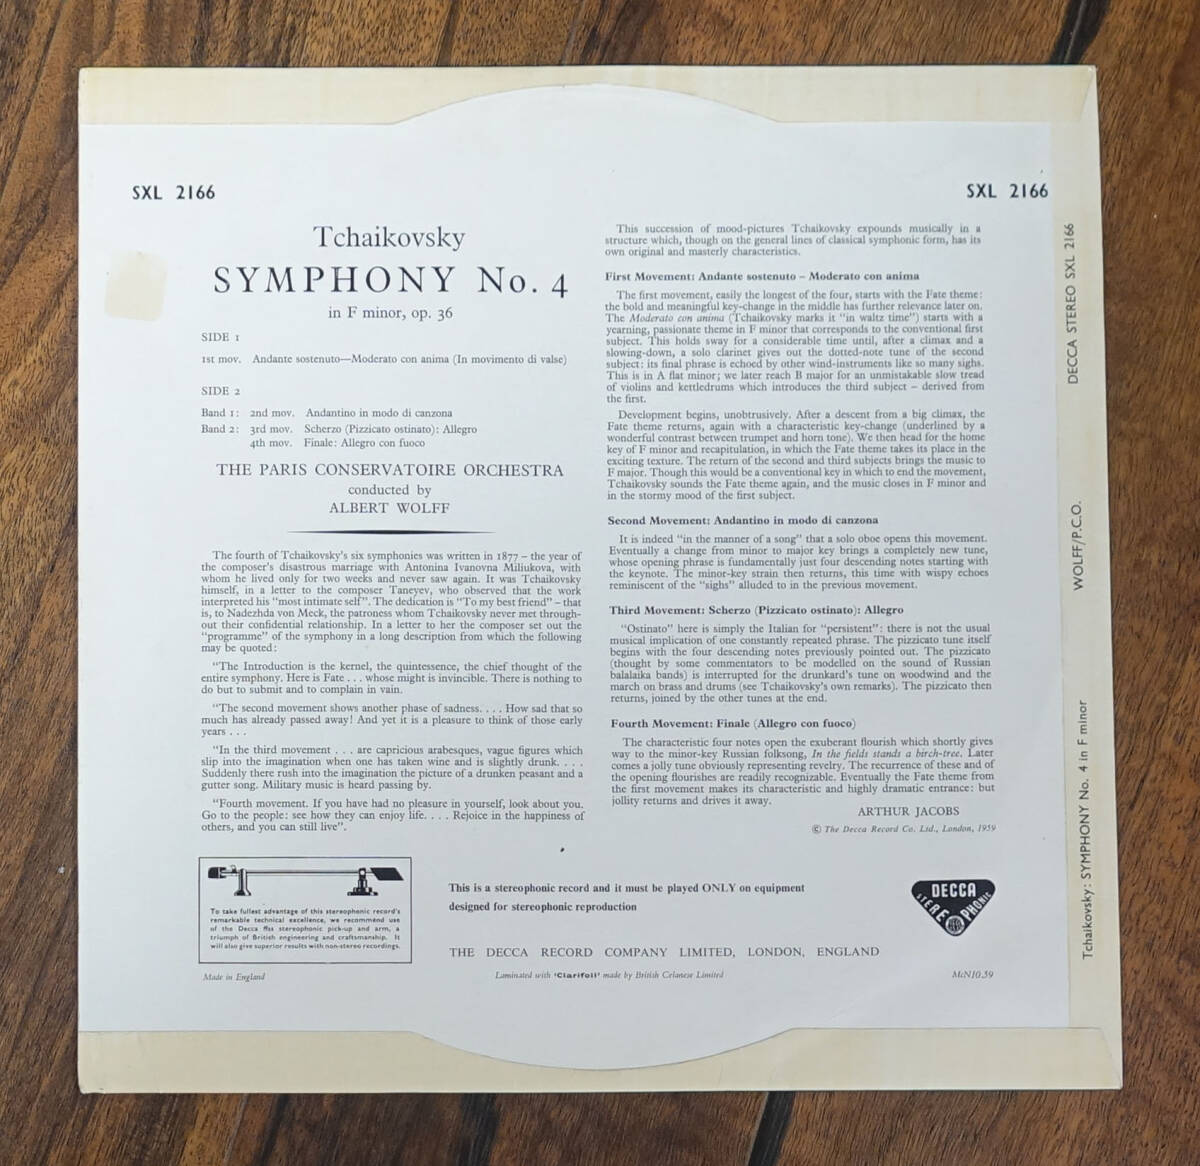 SXL 2166
SXL 2166
Tchaikovsky
SYMPHONY No. 4
in F minor, op. 36
SIDE 1
1st mov. Andante sostenuto—Moderato con anima (In movimento di valse)
SIDE 2
Band 1: 2nd mov. Andantino in modo di canzona
Band 2: 3rd mov. Scherzo (Pizzicato ostinato): Allegro
4th mov. Finale: Allegro con fuoco
THE PARIS CONSERVATOIRE ORCHESTRA
conducted by
ALBERT WOLFF
The fourth of Tchaikovsky's six symphonies was written in 1877 – the year of
the composer's disastrous marriage with Antonina Ivanovna Miliukova, with
whom he lived only for two weeks and never saw again. It was Tchaikovsky
himself, in a letter to the composer Taneyev, who observed that the work
interpreted his "most intimate self". The dedication is "To my best friend" – that
is, to Nadezhda von Meck, the patroness whom Tchaikovsky never met through-
out their confidential relationship. In a letter to her the composer set out the
"programme" of the symphony in a long description from which the following
may be quoted:
"The Introduction is the kernel, the quintessence, the chief thought of the
entire symphony. Here is Fate . . . whose might is invincible. There is nothing to
do but to submit and to complain in vain.
"The second movement shows another phase of sadness. . . . How sad that so
much has already passed away! And yet it is a pleasure to think of those early
years . . .
"In the third movement . . . are capricious arabesques, vague figures which
slip into the imagination when one has taken wine and is slightly drunk. . . .
Suddenly there rush into the imagination the picture of a drunken peasant and a
gutter song. Military music is heard passing by.
"Fourth movement. If you have had no pleasure in yourself, look about you.
Go to the people: see how they can enjoy life. . . . Rejoice in the happiness of
others, and you can still live".
This succession of mood-pictures Tchaikovsky expounds musically in a
structure which, though on the general lines of classical symphonic form, has its
own original and masterly characteristics.
First Movement: Andante sostenuto – Moderato con anima
The first movement, easily the longest of the four, starts with the Fate theme:
the bold and meaningful key-change in the middle has further relevance later on.
The Moderato con anima (Tchaikovsky marks it "in waltz time") starts with a
yearning, passionate theme in F minor that corresponds to the conventional first
subject. This holds sway for a considerable time until, after a climax and a
slowing-down, a solo clarinet gives out the dotted-note tune of the second
subject: its final phrase is echoed by other wind-instruments like so many sighs.
This is in A flat minor; we later reach B major for an unmistakable slow tread
of violins and kettledrums which introduces the third subject – derived from
the first.
Development begins, unobtrusively. After a descent from a big climax, the
Fate theme returns, again with a characteristic key-change (underlined by a
wonderful contrast between trumpet and horn tone). We then head for the home
key of F minor and recapitulation, in which the Fate theme takes its place in the
exciting texture. The return of the second and third subjects brings the music to
F major. Though this would be a conventional key in which to end the movement,
Tchaikovsky sounds the Fate theme again, and the music closes in F minor and
in the stormy mood of the first subject.
Second Movement: Andantino in modo di canzona
It is indeed "in the manner of a song" that a solo oboe opens this movement.
Eventually a change from minor to major key brings a completely new tune,
whose opening phrase is fundamentally just four descending notes starting with
the keynote. The minor-key strain then returns, this time with wispy echoes
reminiscent of the "sighs" alluded to in the previous movement.
Third Movement: Scherzo (Pizzicato ostinato): Allegro
"Ostinato" here is simply the Italian for "persistent": there is not the usual
musical implication of one constantly repeated phrase. The pizzicato tune itself
begins with the four descending notes previously pointed out. The pizzicato
(thought by some commentators to be modelled on the sound of Russian
balalaika bands) is interrupted for the drunkard's tune on woodwind and the
march on brass and drums (see Tchaikovsky's own remarks). The pizzicato then
returns, joined by the other tunes at the end.
Fourth Movement: Finale (Allegro con fuoco)
The characteristic four notes open the exuberant flourish which shortly gives
way to the minor-key Russian folksong, In the fields stands a birch-tree. Later
comes a jolly tune obviously representing revelry. The recurrence of these and of
the opening flourishes are readily recognizable. Eventually the Fate theme from
the first movement makes its characteristic and highly dramatic entrance: but
jollity returns and drives it away.
ARTHUR JACOBS
© The Decca Record Co. Ltd., London, 1959
To take fullest advantage of this stereophonic record's
remarkable technical excellence, we recommend use
of the Decca ffss stereophonic pick-up and arm, a
triumph of British engineering and craftsmanship. It
will also give superior results with non-stereo recordings.
This is a stereophonic record and it must be played ONLY on equipment
designed for stereophonic reproduction
DECCA
STEREOPHONIC
THE DECCA RECORD COMPANY LIMITED, LONDON, ENGLAND
Made in England
Laminated with 'Clarifoil' made by British Celanese Limited
McN10.59
DECCA STEREO SXL 2166
WOLFF/P.C.O.
Tchaikovsky: SYMPHONY No. 4 in F minor